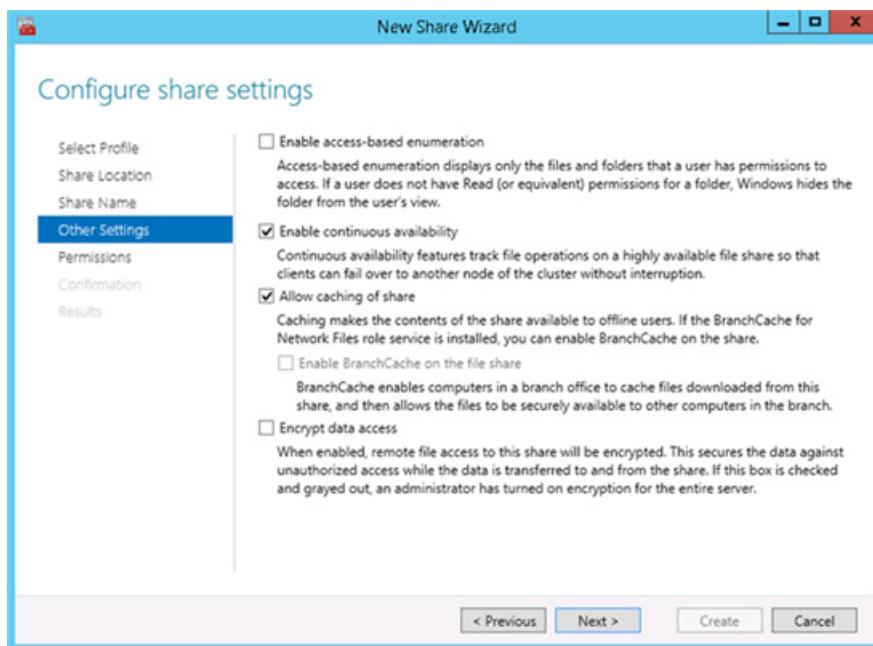 New Share Wizard
Configure share settings
Select Profile
Share Location
Share Name
Other Settings
Permissions
Confirmation
Results
Enable access-based enumeration
Access-based enumeration displays only the files and folders that a user has permissions to
access. If a user does not have Read (or equivalent) permissions for a folder, Windows hides the
folder from the user's view.
Enable continuous availability
Continuous availability features track file operations on a highly available file share so that
clients can fail over to another node of the cluster without interruption.
Allow caching of share
Caching makes the contents of the share available to offline users. If the BranchCache for
Network Files role service is installed, you can enable BranchCache on the share.
Enable BranchCache on the file share
BranchCache enables computers in a branch office to cache files downloaded from this
share, and then allows the files to be securely available to other computers in the branch.
Encrypt data access
When enabled, remote file access to this share will be encrypted. This secures the data against
unauthorized access while the data is transferred to and from the share. If this box is checked
and grayed out, an administrator has turned on encryption for the entire server.
< Previous
Next >
Create
Cancel